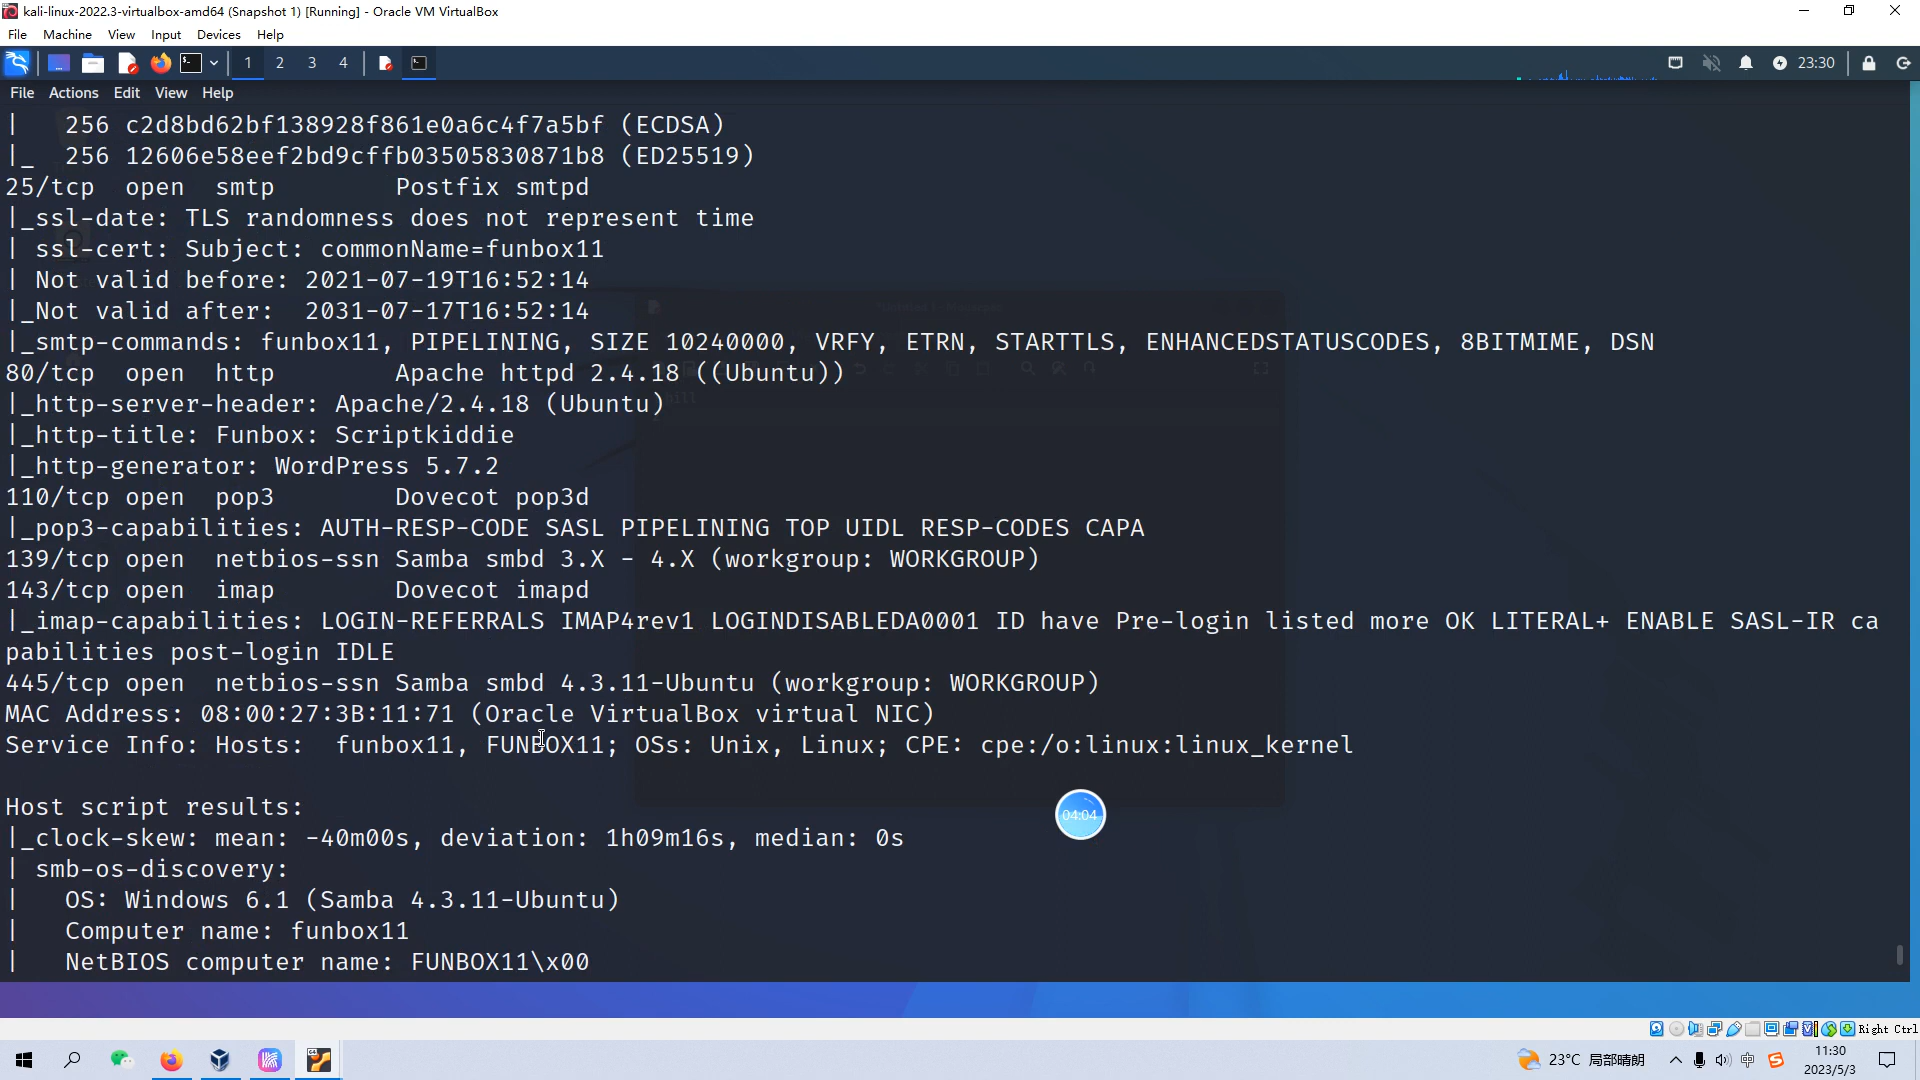 kali-linux-2022.3-virtualbox-amd64 (Snapshot 1) [Running] - Oracle VM VirtualBox
File Machine View Input Devices Help
1 2 3 4 23:30
File Actions Edit View Help
|   256 c2d8bd62bf138928f861e0a6c4f7a5bf (ECDSA)
|_  256 12606e58eef2bd9cffb03505830871b8 (ED25519)
25/tcp  open  smtp        Postfix smtpd
|_ssl-date: TLS randomness does not represent time
| ssl-cert: Subject: commonName=funbox11
| Not valid before: 2021-07-19T16:52:14
|_Not valid after:  2031-07-17T16:52:14
|_smtp-commands: funbox11, PIPELINING, SIZE 10240000, VRFY, ETRN, STARTTLS, ENHANCEDSTATUSCODES, 8BITMIME, DSN
80/tcp  open  http        Apache httpd 2.4.18 ((Ubuntu))
|_http-server-header: Apache/2.4.18 (Ubuntu)
|_http-title: Funbox: Scriptkiddie
|_http-generator: WordPress 5.7.2
110/tcp open  pop3        Dovecot pop3d
|_pop3-capabilities: AUTH-RESP-CODE SASL PIPELINING TOP UIDL RESP-CODES CAPA
139/tcp open  netbios-ssn Samba smbd 3.X - 4.X (workgroup: WORKGROUP)
143/tcp open  imap        Dovecot imapd
|_imap-capabilities: LOGIN-REFERRALS IMAP4rev1 LOGINDISABLEDA0001 ID have Pre-login listed more OK LITERAL+ ENABLE SASL-IR ca
pabilities post-login IDLE
445/tcp open  netbios-ssn Samba smbd 4.3.11-Ubuntu (workgroup: WORKGROUP)
MAC Address: 08:00:27:3B:11:71 (Oracle VirtualBox virtual NIC)
Service Info: Hosts:  funbox11, FUNBOX11; OSs: Unix, Linux; CPE: cpe:/o:linux:linux_kernel
Host script results:
04:04
|_clock-skew: mean: -40m00s, deviation: 1h09m16s, median: 0s
| smb-os-discovery:
|   OS: Windows 6.1 (Samba 4.3.11-Ubuntu)
|   Computer name: funbox11
|   NetBIOS computer name: FUNBOX11\x00
Right Ctrl
23°C 局部晴朗 中 11:30
2023/5/3